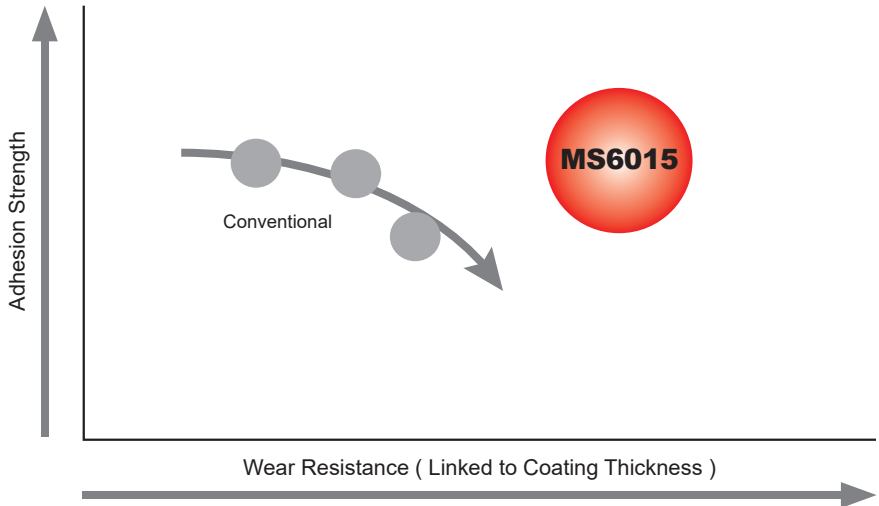 Adhesion Strength
MS6015
Conventional
Wear Resistance ( Linked to Coating Thickness )